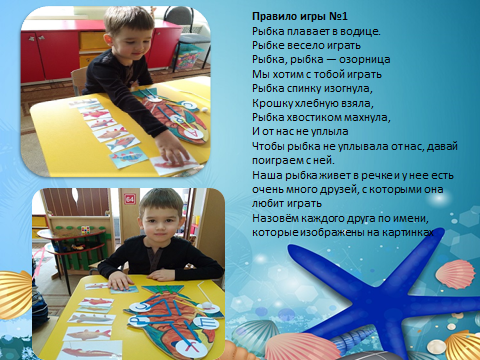 Правило игры №1
Рыбка плавает в водице.
Рыбке весело играть
Рыбка, рыбка — озорница
Мы хотим с тобой играть
Рыбка спинку изогнула,
Крошку хлебную взяла,
Рыбка хвостиком махнула,
И от нас не уплыла
Чтобы рыбка не уплывала от нас, давай
поиграем с ней.
Наша рыбка живет в речке и у нее есть
очень много друзей, с которыми она
любит играть
Назовём каждого друга по имени,
которые изображены на картинках
64